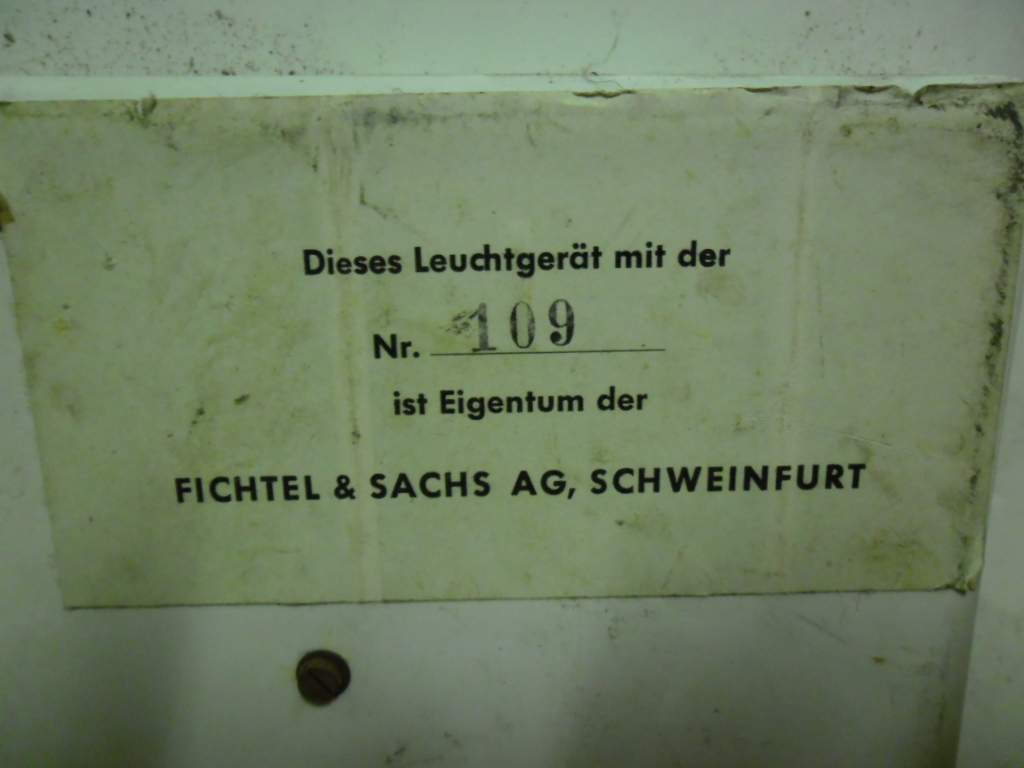 Dieses Leuchtgerät mit der
Nr. 109
ist Eigentum der
FICHTEL & SACHS AG, SCHWEINFURT